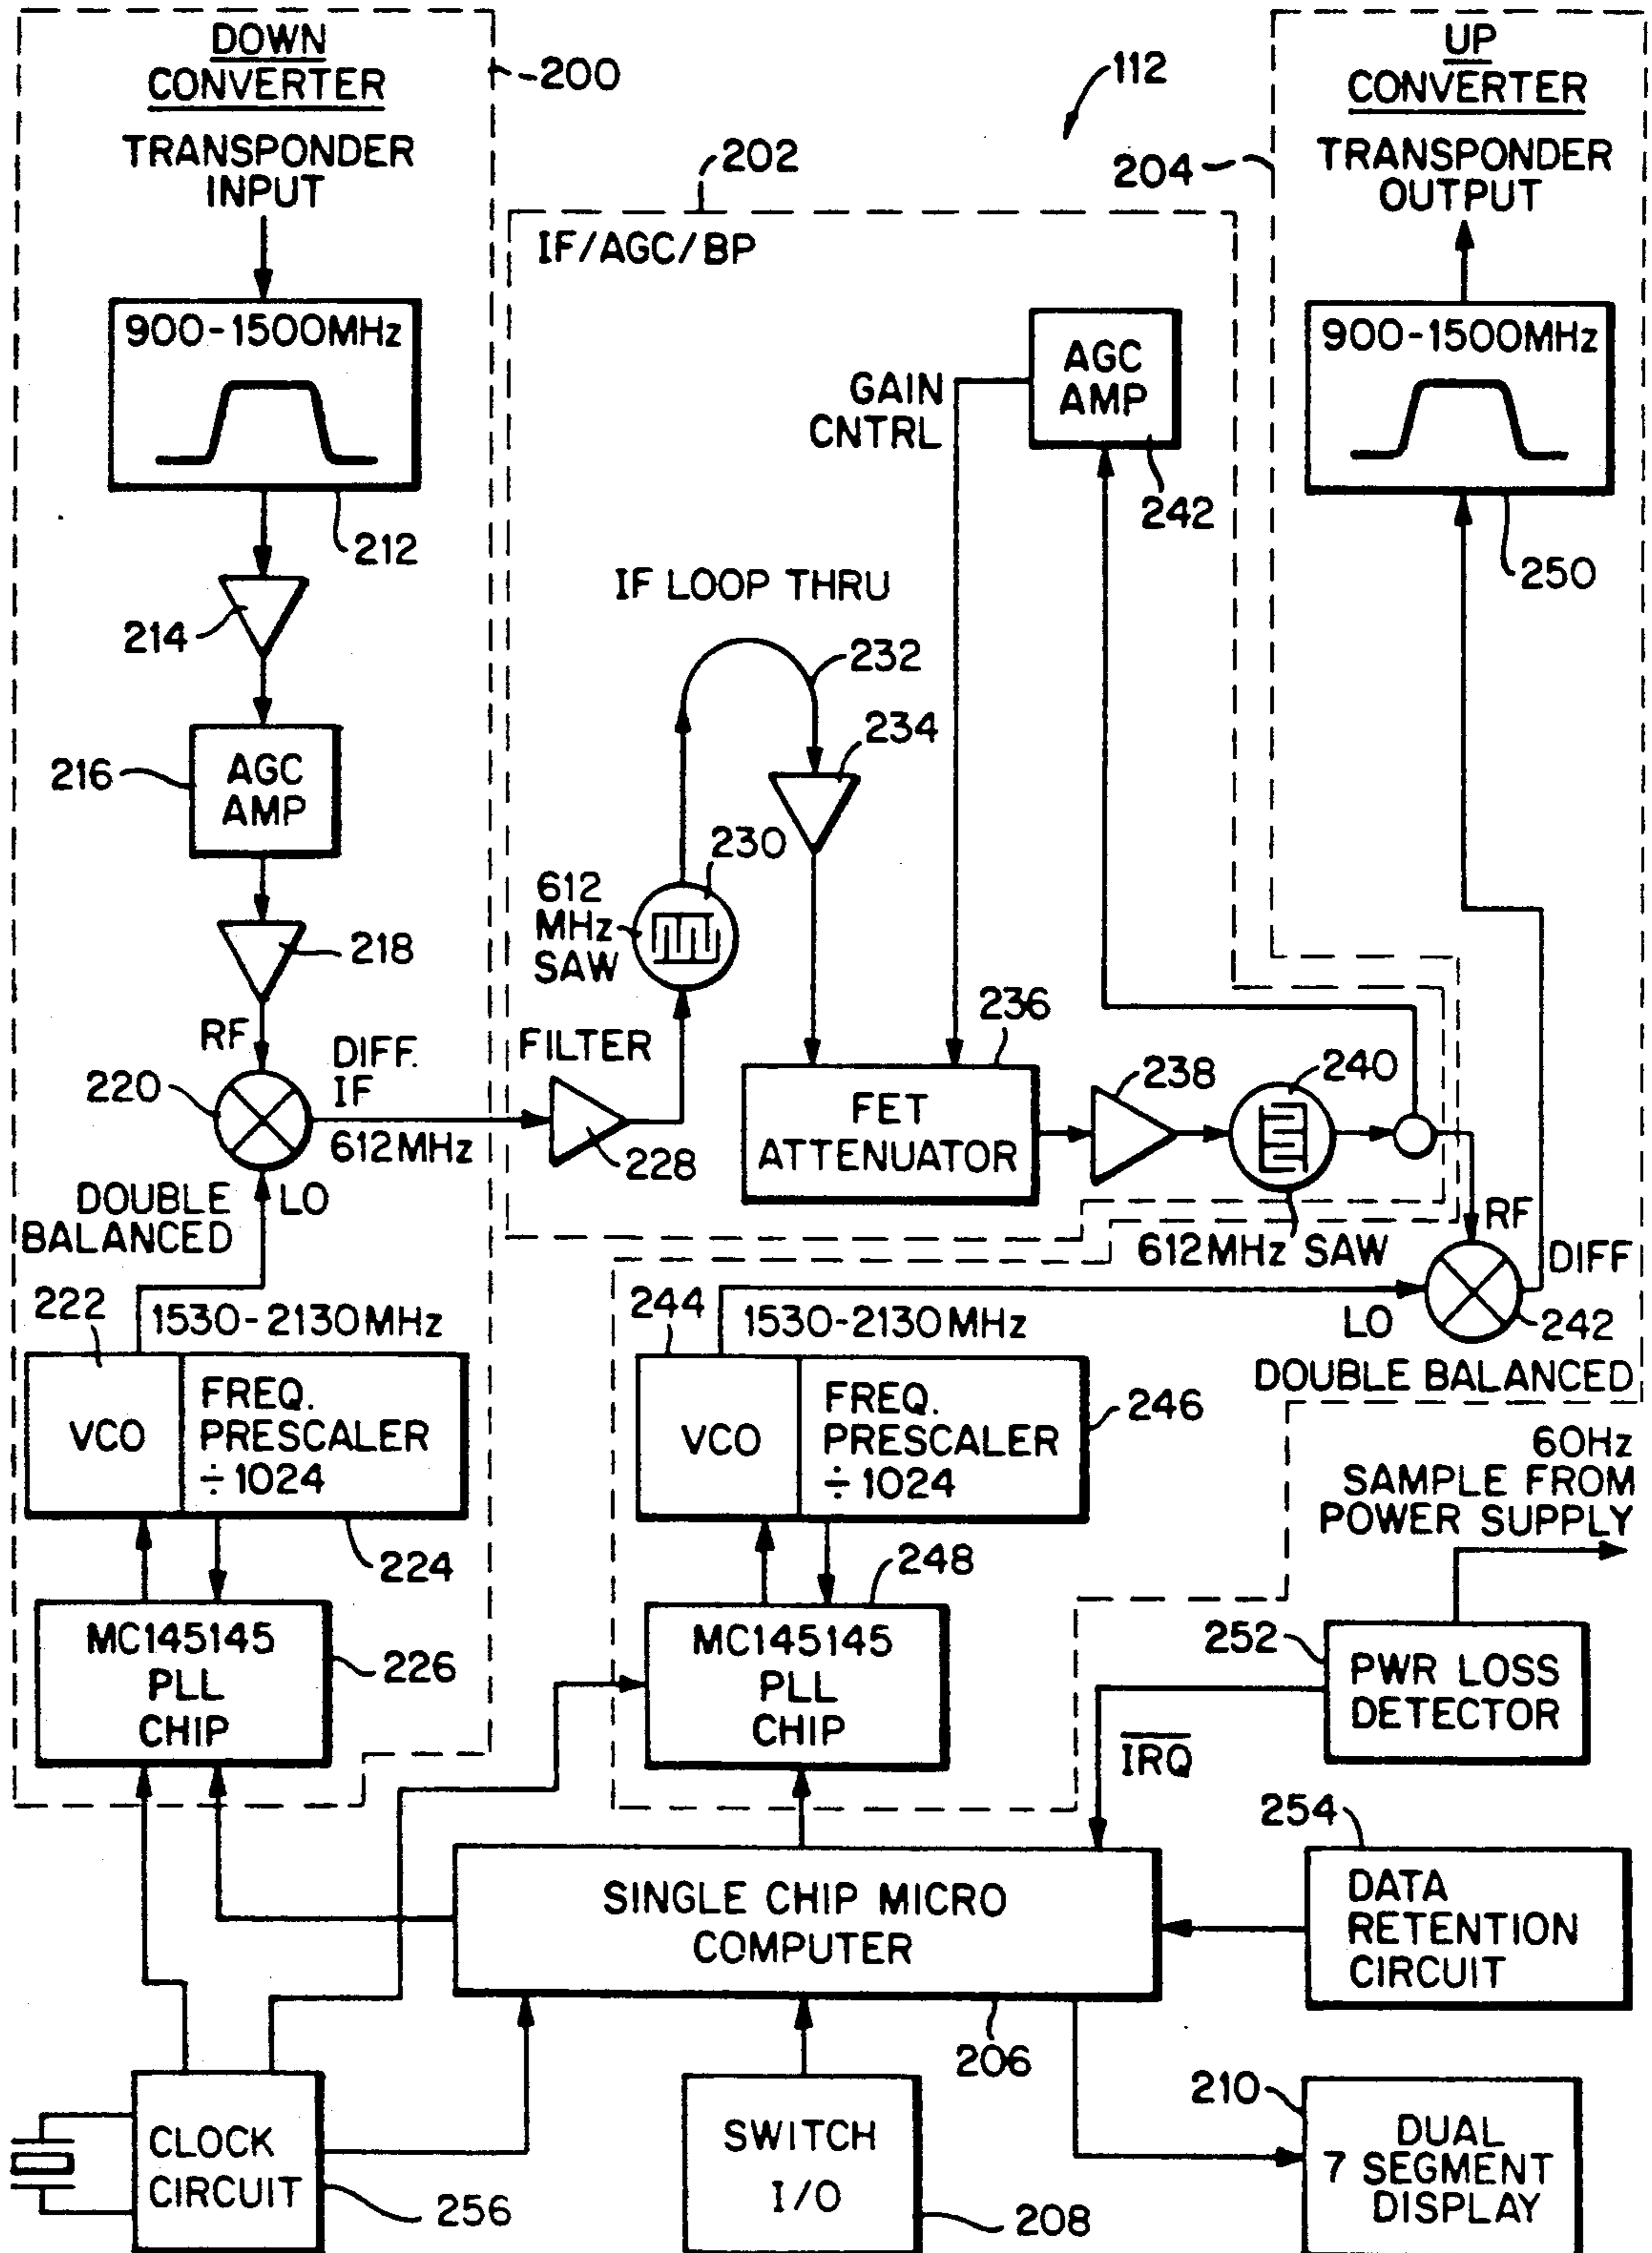 DOWN
CONVERTER
200
TRANSPONDER
INPUT
900-1500MHz
212
214
AGC
AMP
216
218
RF
220
DIFF.
IF
612MHz
DOUBLE
BALANCED
LO
222
1530-2130MHz
VCO
FREQ.
PRESCALER
÷1024
224
MC145145
PLL
CHIP
226
112
202
IF/AGC/BP
AGC
AMP
GAIN
CNTRL
242
IF LOOP THRU
232
234
230
612
MHz
SAW
FILTER
228
236
FET
ATTENUATOR
238
240
612MHz SAW
UP
CONVERTER
204
TRANSPONDER
OUTPUT
900-1500MHz
250
RF
DIFF
LO
242
DOUBLE BALANCED
244
1530-2130MHz
VCO
FREQ.
PRESCALER
÷1024
246
248
MC145145
PLL
CHIP
60Hz
SAMPLE FROM
POWER SUPPLY
252
PWR LOSS
DETECTOR
IRQ
254
DATA
RETENTION
CIRCUIT
SINGLE CHIP MICRO
COMPUTER
206
CLOCK
CIRCUIT
256
SWITCH
I/O
208
210
DUAL
7 SEGMENT
DISPLAY